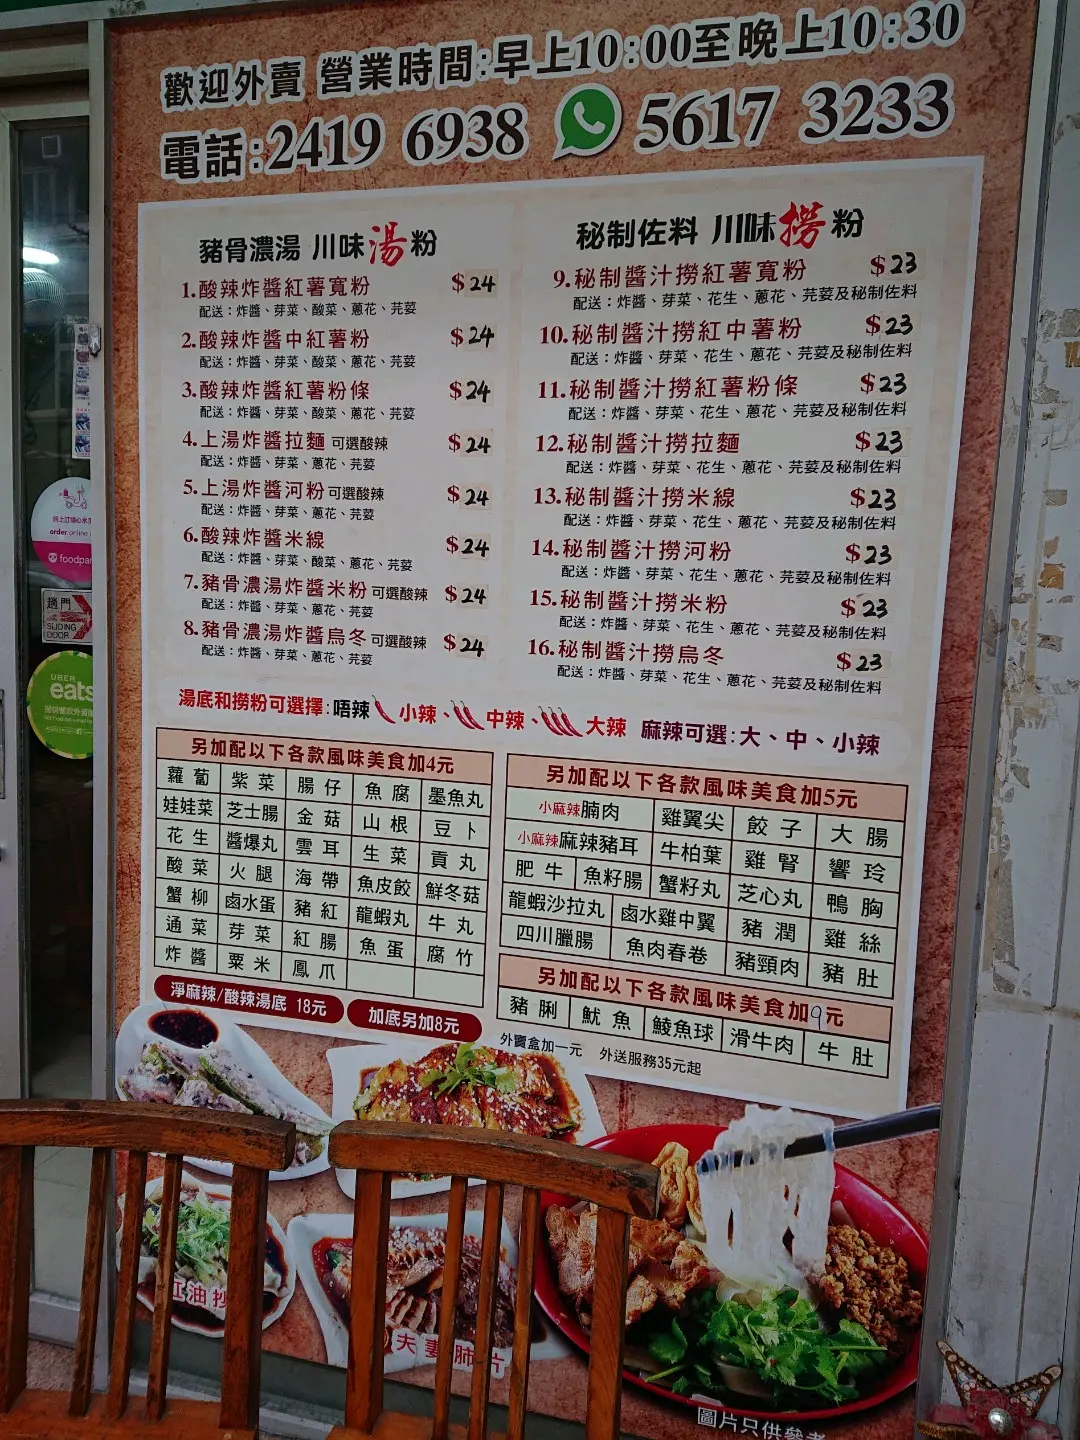 歡迎外賣 營業時間:早上10:00至晚上10:30
電話:2419 6938 5617 3233
豬骨濃湯 川味湯粉
1.酸辣炸醬紅薯寬粉 $24
配送：炸醬、芽菜、酸菜、蔥花、芫荽
2.酸辣炸醬中紅薯粉 $24
配送：炸醬、芽菜、酸菜、蔥花、芫荽
3.酸辣炸醬紅薯粉條 $24
配送：炸醬、芽菜、酸菜、蔥花、芫荽
4.上湯炸醬拉麵 可選酸辣 $24
配送：炸醬、芽菜、蔥花、芫荽
5.上湯炸醬河粉 可選酸辣 $24
配送：炸醬、芽菜、蔥花、芫荽
6.酸辣炸醬米線 $24
配送：炸醬、芽菜、酸菜、蔥花、芫荽
7.豬骨濃湯炸醬米粉 可選酸辣 $24
配送：炸醬、芽菜、蔥花、芫荽
8.豬骨濃湯炸醬烏冬 可選酸辣 $24
配送：炸醬、芽菜、蔥花、芫荽
秘制佐料 川味撈粉
9.秘制醬汁撈紅薯寬粉 $23
配送：炸醬、芽菜、花生、蔥花、芫荽及秘制佐料
10.秘制醬汁撈紅中薯粉 $23
配送：炸醬、芽菜、花生、蔥花、芫荽及秘制佐料
11.秘制醬汁撈紅薯粉條 $23
配送：炸醬、芽菜、花生、蔥花、芫荽及秘制佐料
12.秘制醬汁撈拉麵 $23
配送：炸醬、芽菜、花生、蔥花、芫荽及秘制佐料
13.秘制醬汁撈米線 $23
配送：炸醬、芽菜、花生、蔥花、芫荽及秘制佐料
14.秘制醬汁撈河粉 $23
配送：炸醬、芽菜、花生、蔥花、芫荽及秘制佐料
15.秘制醬汁撈米粉 $23
配送：炸醬、芽菜、花生、蔥花、芫荽及秘制佐料
16.秘制醬汁撈烏冬 $23
配送：炸醬、芽菜、花生、蔥花、芫荽及秘制佐料
湯底和撈粉可選擇:唔辣 小辣、中辣、大辣 麻辣可選:大、中、小辣
另加配以下各款風味美食加4元
蘿蔔 紫菜 腸仔 魚腐 墨魚丸
娃娃菜 芝士腸 金菇 山根 豆卜
花生 醬爆丸 雲耳 生菜 貢丸
酸菜 火腿 海帶 魚皮餃 鮮冬菇
蟹柳 鹵水蛋 豬紅 龍蝦丸 牛丸
通菜 芽菜 紅腸 魚蛋 腐竹
炸醬 粟米 鳳爪
淨麻辣/酸辣湯底 18元 加底另加8元
另加配以下各款風味美食加5元
小麻辣腩肉 雞翼尖 餃子 大腸
小麻辣麻辣豬耳 牛柏葉 雞腎 響玲
肥牛 魚籽腸 蟹籽丸 芝心丸 鴨胸
龍蝦沙拉丸 鹵水雞中翼 豬潤 雞絲
四川臘腸 魚肉春卷 豬頸肉 豬肚
另加配以下各款風味美食加9元
豬脷 魷魚 鯪魚球 滑牛肉 牛肚
外賣盒加一元 外送服務35元起
order online
foodpan
趟門
SLIDING
DOOR
UBER
eats
紅油抄
夫妻肺片
圖片只供參考